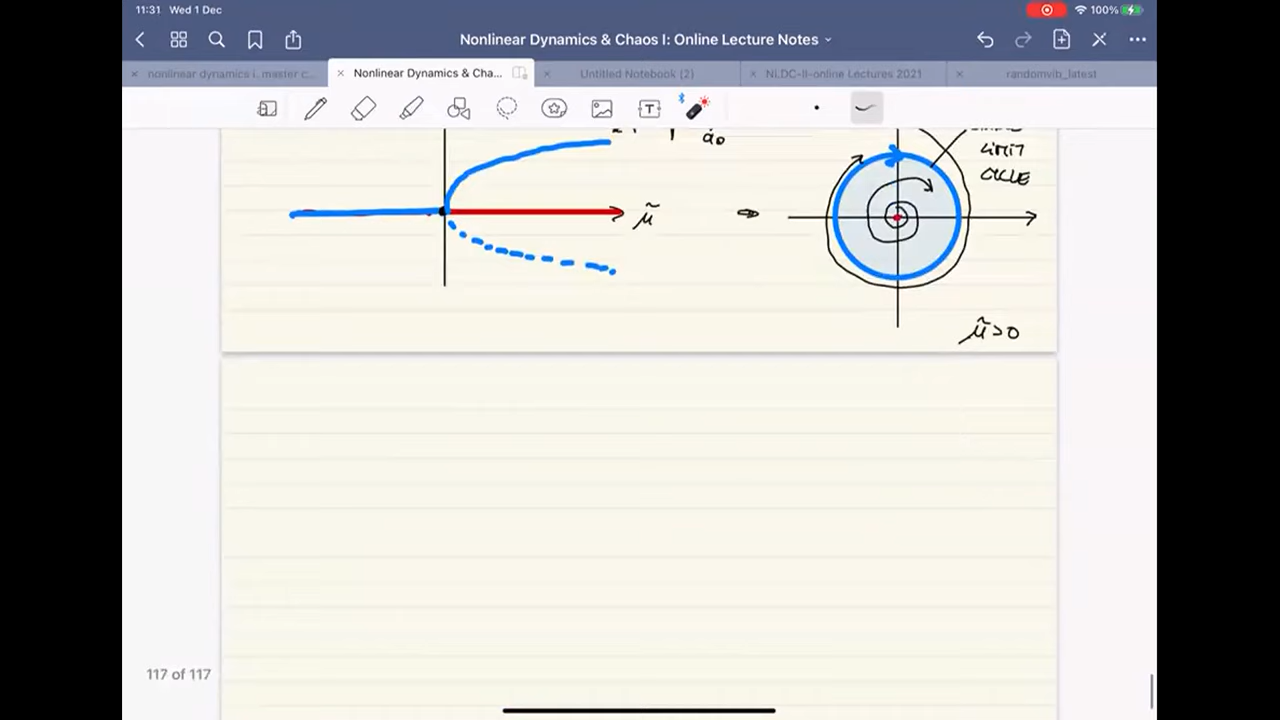 11:31 Wed 1 Dec
100%
Nonlinear Dynamics & Chaos I: Online Lecture Notes
nonlinear dynamics i. master c...
Nonlinear Dynamics & Cha...
Untitled Notebook (2)
NLDC-II-online Lectures 2021
randomvib_latest
LIMIT
CYCLE
μ̃
⇒
μ̃>0
117 of 117